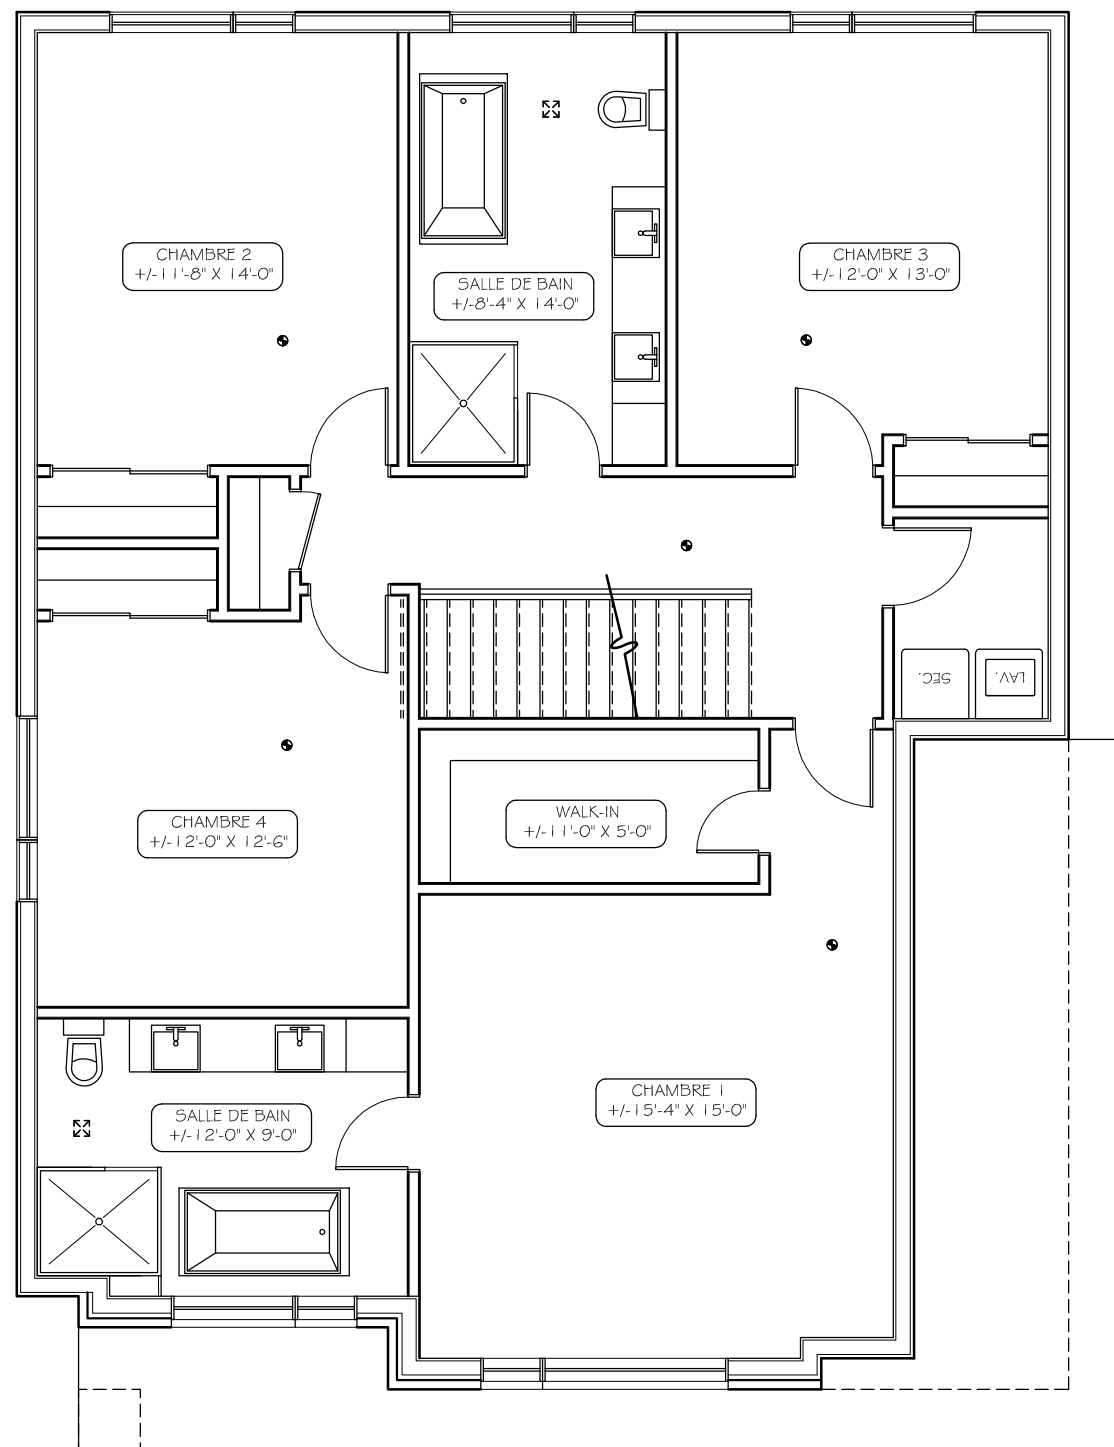 CHAMBRE 2
+/-11'-8" X 14'-0"
SALLE DE BAIN
+/-8'-4" X 14'-0"
CHAMBRE 3
+/-12'-0" X 13'-0"
SEC.
LAV.
CHAMBRE 4
+/-12'-0" X 12'-6"
WALK-IN
+/-11'-0" X 5'-0"
CHAMBRE 1
+/-15'-4" X 15'-0"
SALLE DE BAIN
+/-12'-0" X 9'-0"